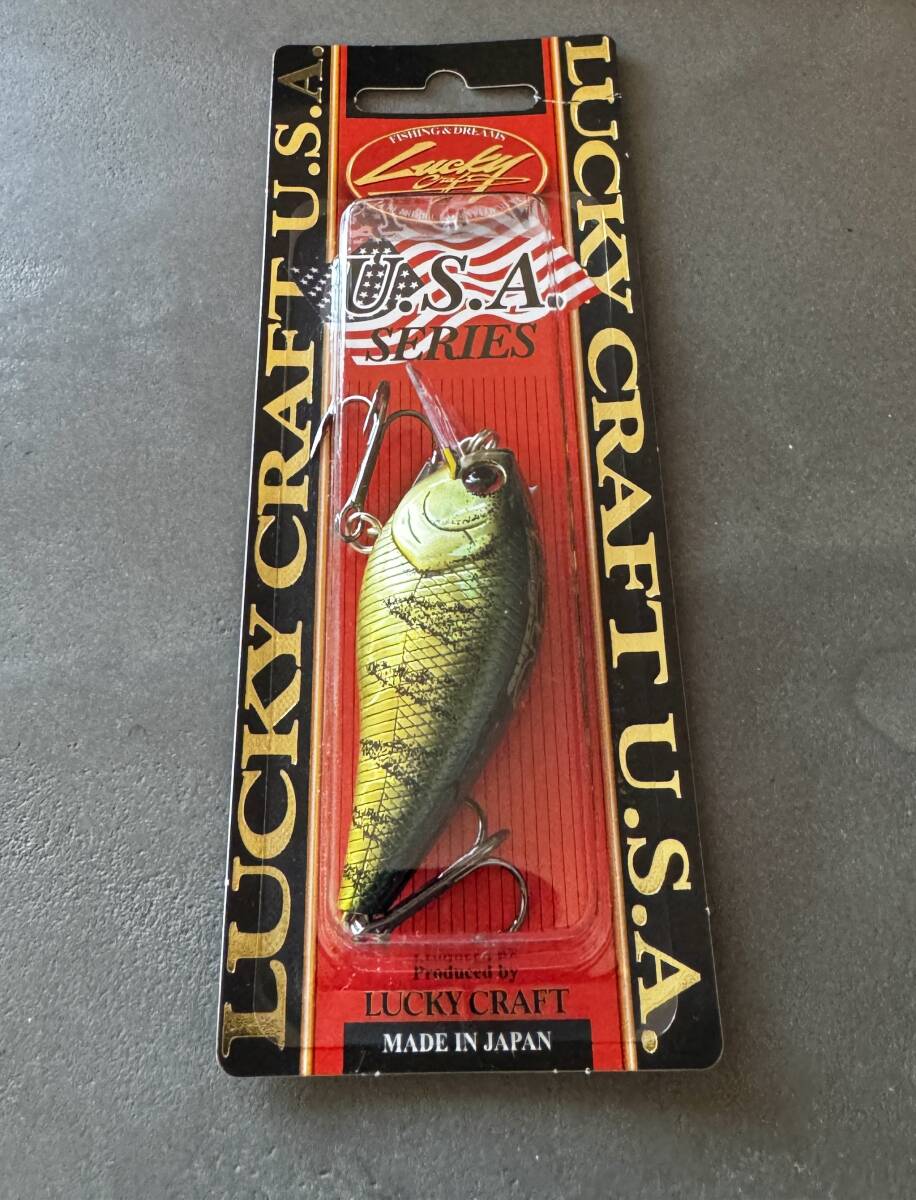 LUCKY CRAFT U.S.A.
LUCKY CRAFT U.S.A.
FISHING & DREAMS
Lucky
Craft
U.S.A.
SERIES
Produced by
LUCKY CRAFT
MADE IN JAPAN